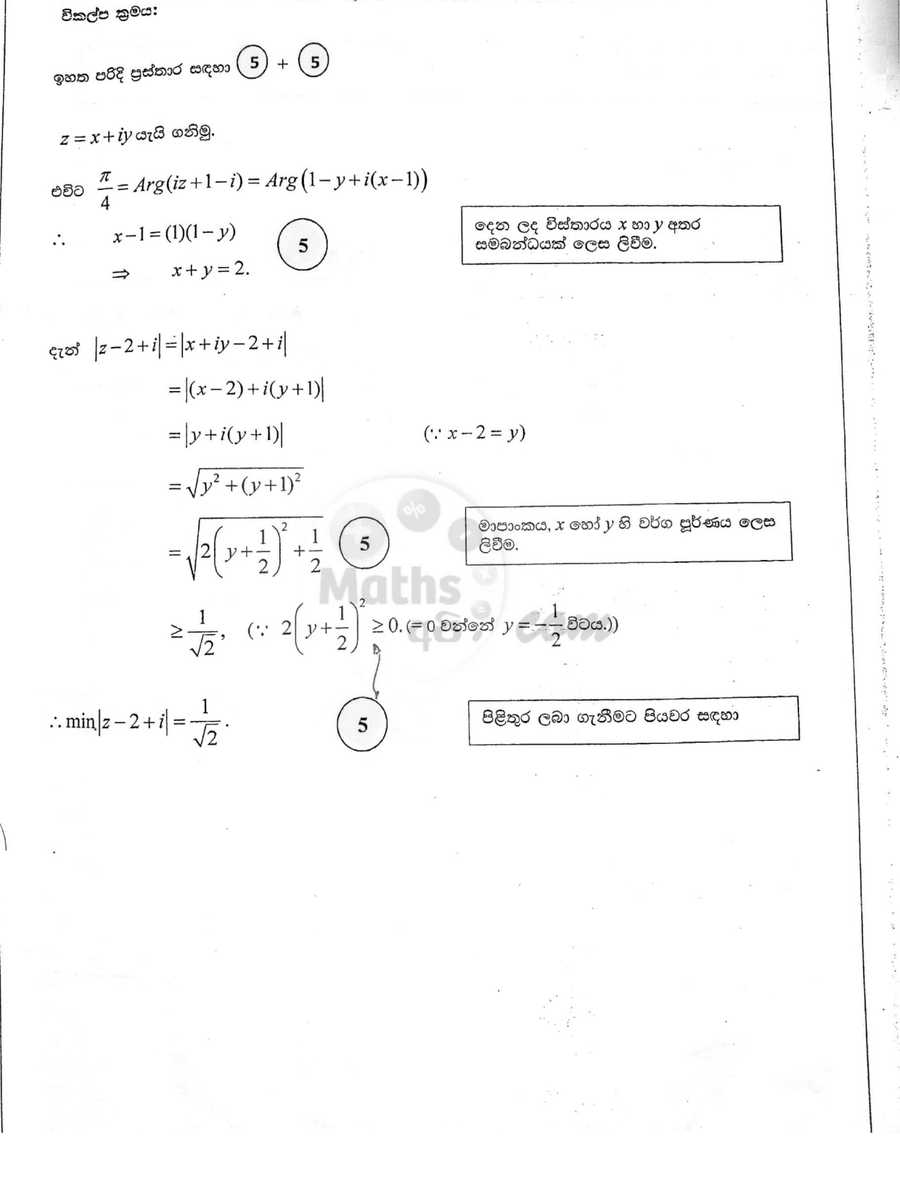 විකල්ප ක්‍රමය:
ඉහත පරිදි ප්‍රස්තාර සඳහා 5 + 5
z = x + iy යැයි ගනිමු.
එවිට π/4 = Arg(iz + 1 − i) = Arg(1 − y + i(x − 1))
∴ x − 1 = (1)(1 − y) 5
⇒ x + y = 2.
දෙන ලද විස්තාරය x හා y අතර
සම්බන්ධයක් ලෙස ලිවීම.
දැන් |z − 2 + i| = |x + iy − 2 + i|
= |(x − 2) + i(y + 1)|
= |y + i(y + 1)| (∵ x − 2 = y)
= √(y² + (y + 1)²)
= √(2(y + 1/2)² + 1/2) 5
මාපාංකය, x හෝ y හි වර්ග පූර්ණය ලෙස
ලිවීම.
≥ 1/√2, (∵ 2(y + 1/2)² ≥ 0. (= 0 වන්නේ y = −1/2 විටය.))
∴ min|z − 2 + i| = 1/√2. 5
පිළිතුර ලබා ගැනීමට පියවර සඳහා
Maths
අපි .com